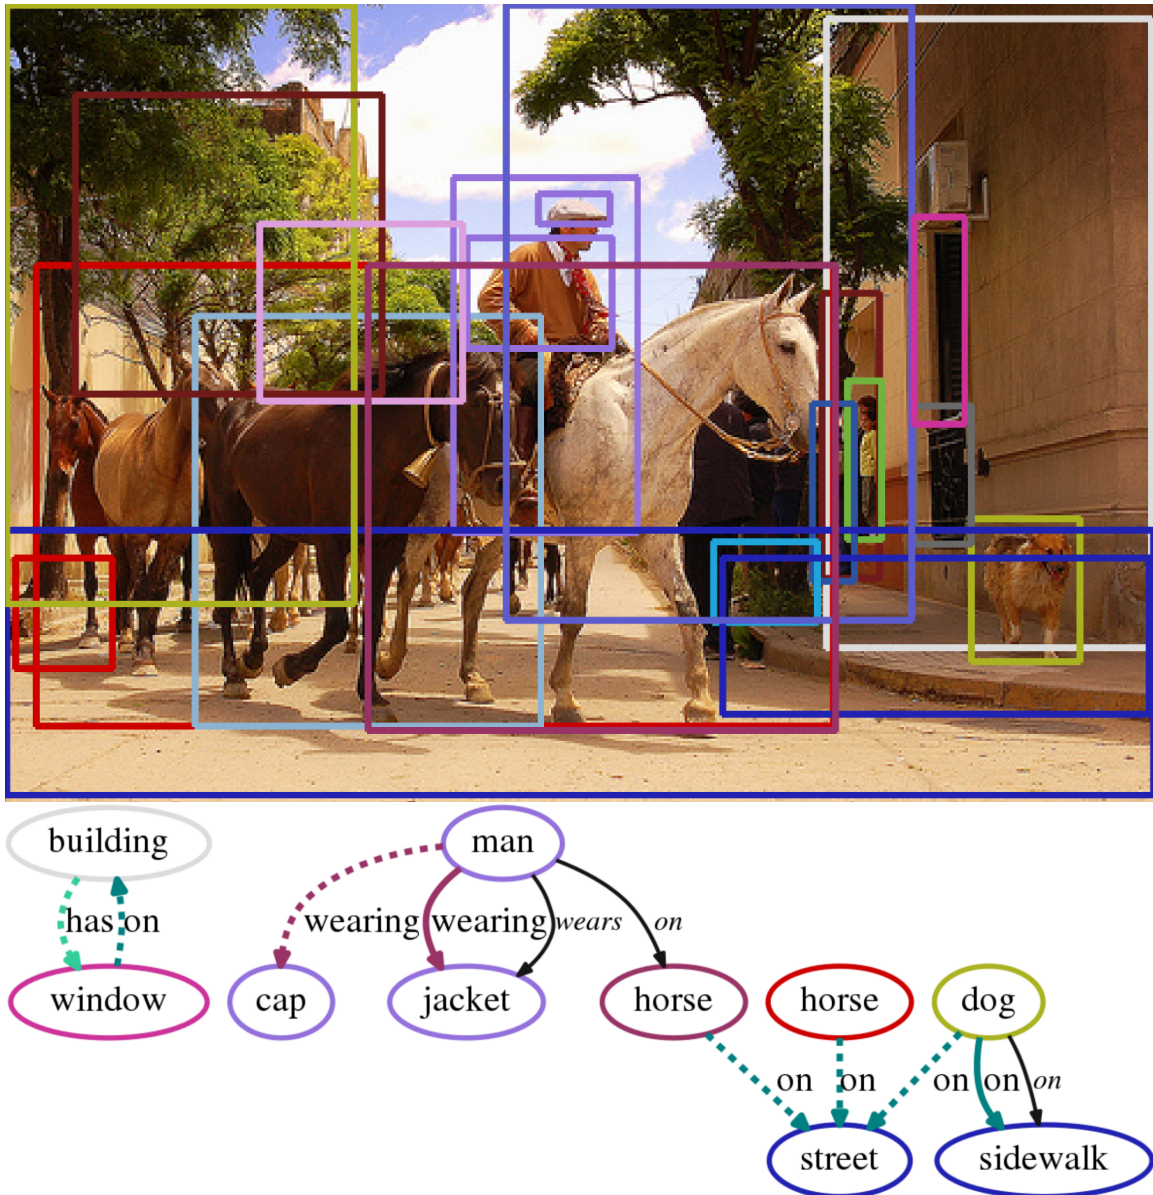 building
man
has
on
wearing
wearing
wears
on
window
cap
jacket
horse
horse
dog
on
on
on
on
on
street
sidewalk